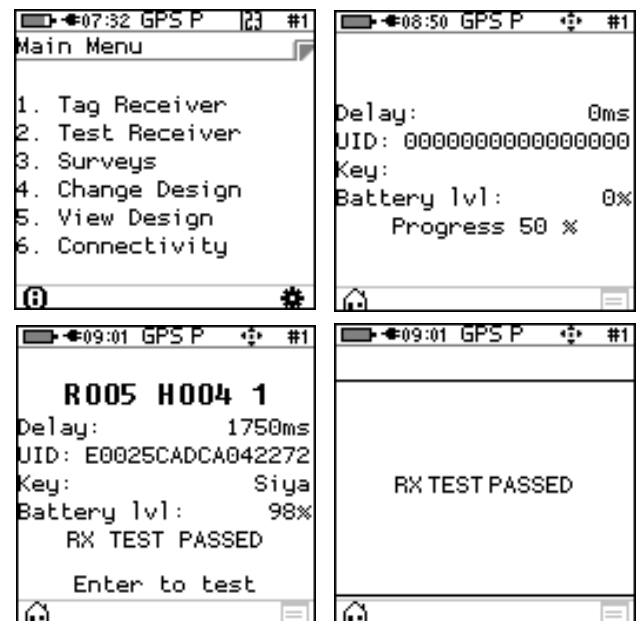 07:32 GPS P 123 #1
Main Menu
1. Tag Receiver
2. Test Receiver
3. Surveys
4. Change Design
5. View Design
6. Connectivity
08:50 GPS P #1
Delay: 0ms
UID: 0000000000000000
Key:
Battery lvl: 0%
Progress 50 %
09:01 GPS P #1
R005 H004 1
Delay: 1750ms
UID: E0025CADCA042272
Key: Siya
Battery lvl: 98%
RX TEST PASSED
Enter to test
09:01 GPS P #1
RX TEST PASSED